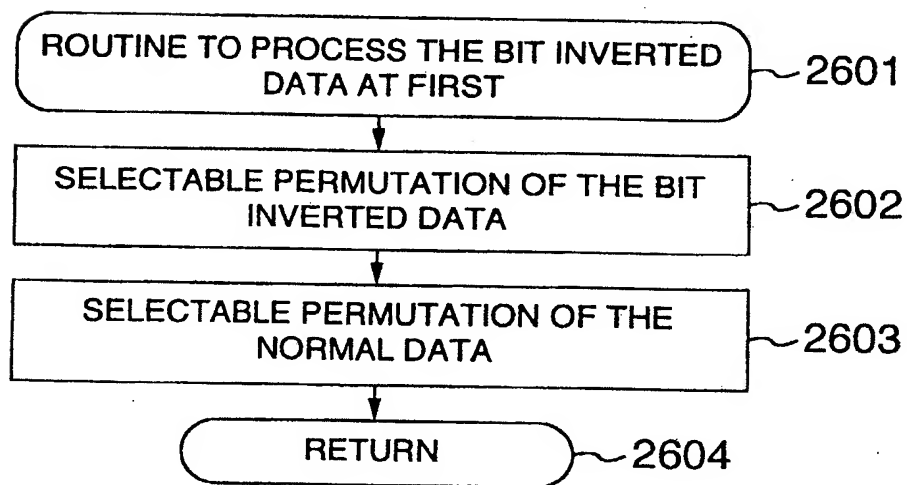 ROUTINE TO PROCESS THE BIT INVERTED
DATA AT FIRST
2601
SELECTABLE PERMUTATION OF THE BIT
INVERTED DATA
2602
SELECTABLE PERMUTATION OF THE
NORMAL DATA
2603
RETURN
2604